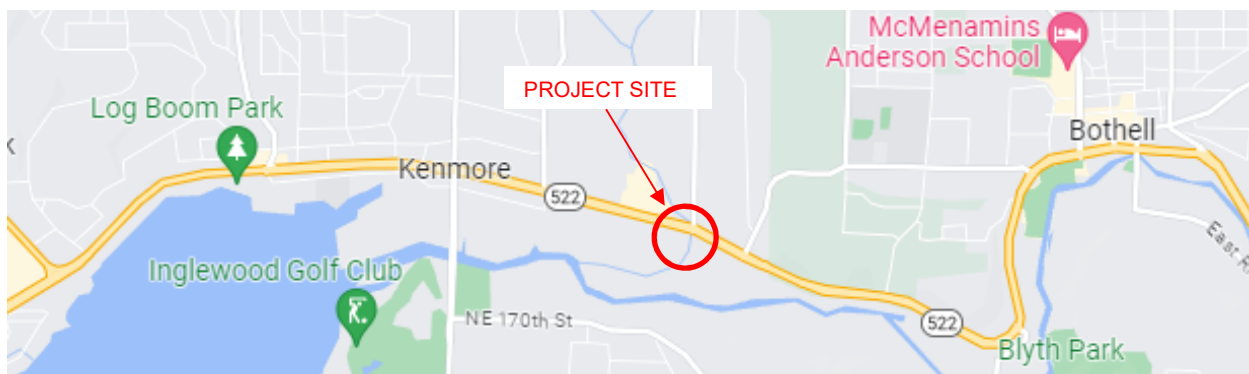 McMenamins
Anderson School
PROJECT SITE
Log Boom Park
Bothell
k
Kenmore
522
East R
Inglewood Golf Club
NE 170th St
522
Blyth Park